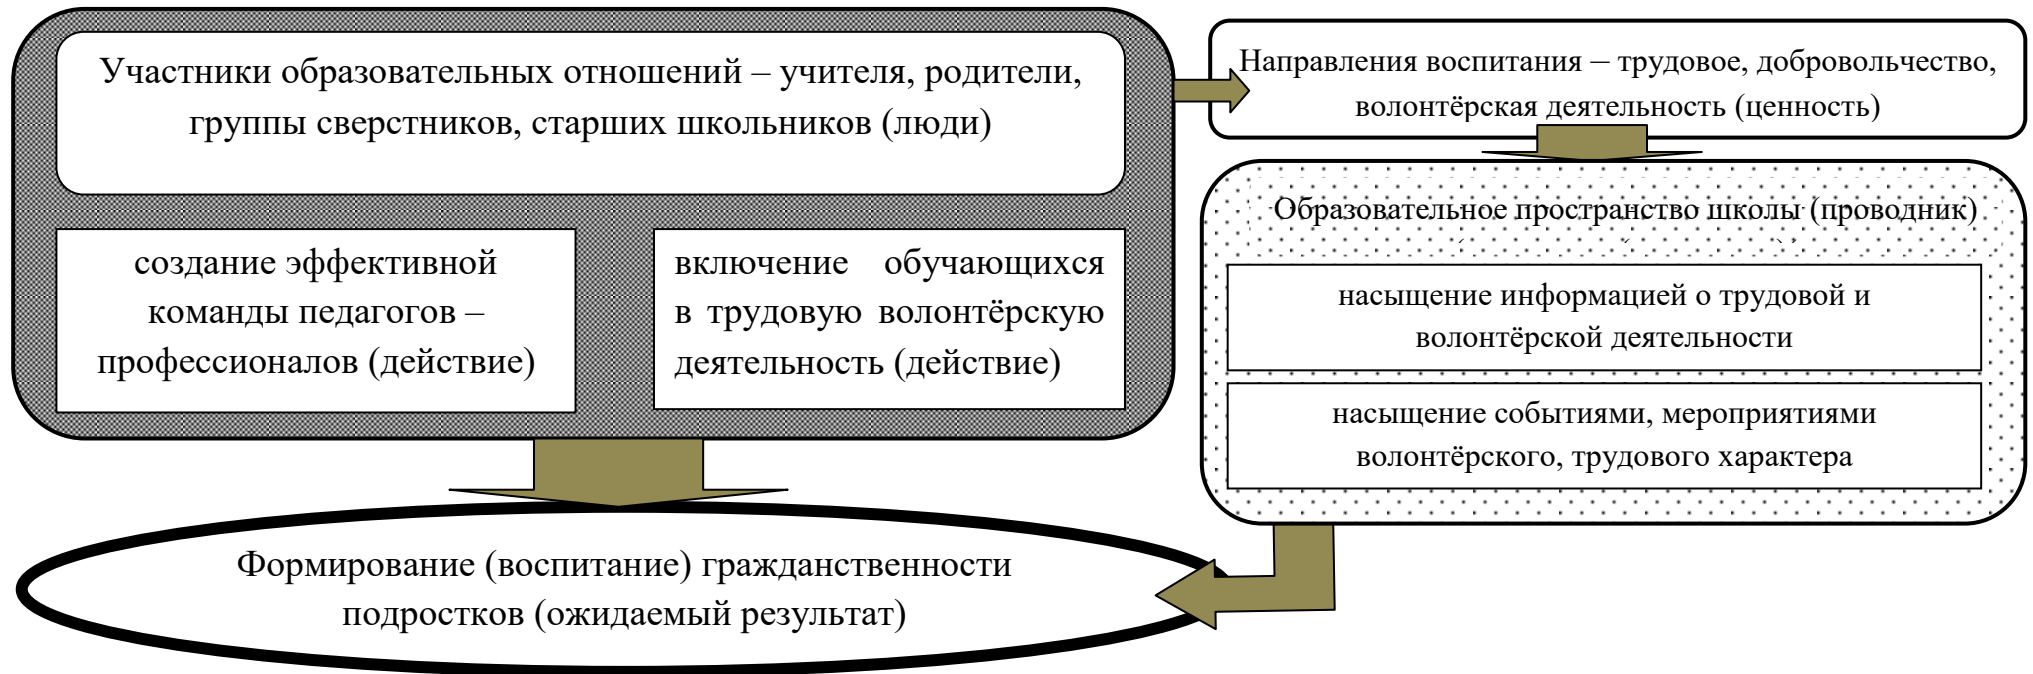 Участники образовательных отношений – учителя, родители,
группы сверстников, старших школьников (люди)
создание эффективной
команды педагогов –
профессионалов (действие)
включение обучающихся
в трудовую волонтёрскую
деятельность (действие)
Направления воспитания – трудовое, добровольчество,
волонтёрская деятельность (ценность)
Образовательное пространство школы (проводник)
насыщение информацией о трудовой и
волонтёрской деятельности
насыщение событиями, мероприятиями
волонтёрского, трудового характера
Формирование (воспитание) гражданственности
подростков (ожидаемый результат)